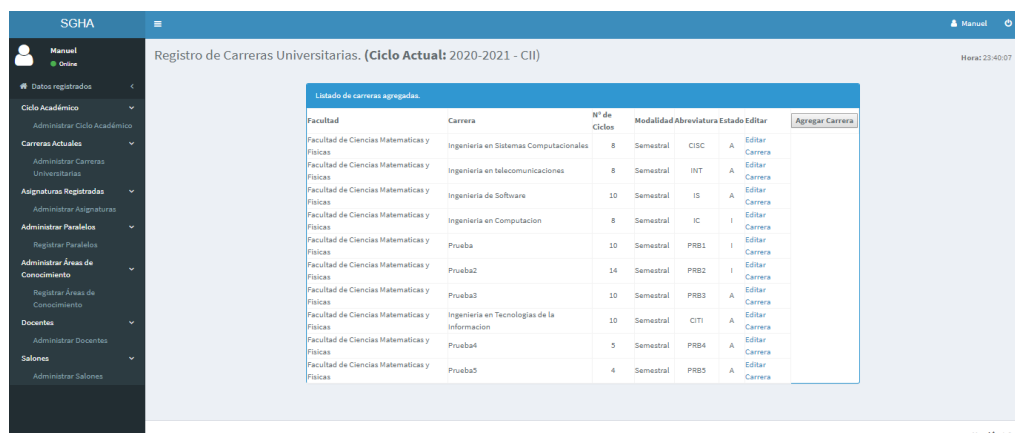 SGHA
Manuel
Manuel
Online
Registro de Carreras Universitarias. (Ciclo Actual: 2020-2021 - CII)
Hora: 23:40:07
Datos registrados
Ciclo Académico
Administrar Ciclo Académico
Carreras Actuales
Administrar Carreras
Universitarias
Asignaturas Registradas
Administrar Asignaturas
Administrar Paralelos
Registrar Paralelos
Administrar Áreas de
Conocimiento
Registrar Áreas de
Conocimiento
Docentes
Administrar Docentes
Salones
Administrar Salones
Listado de carreras agregadas.
Facultad Carrera Nº de Ciclos Modalidad Abreviatura Estado Editar Agregar Carrera
Facultad de Ciencias Matematicas y Fisicas Ingenieria en Sistemas Computacionales 8 Semestral CISC A Editar Carrera
Facultad de Ciencias Matematicas y Fisicas Ingenieria en telecomunicaciones 8 Semestral INT A Editar Carrera
Facultad de Ciencias Matematicas y Fisicas Ingenieria de Software 10 Semestral IS A Editar Carrera
Facultad de Ciencias Matematicas y Fisicas Ingenieria en Computacion 8 Semestral IC I Editar Carrera
Facultad de Ciencias Matematicas y Fisicas Prueba 10 Semestral PRB1 I Editar Carrera
Facultad de Ciencias Matematicas y Fisicas Prueba2 14 Semestral PRB2 I Editar Carrera
Facultad de Ciencias Matematicas y Fisicas Prueba3 10 Semestral PRB3 A Editar Carrera
Facultad de Ciencias Matematicas y Fisicas Ingenieria en Tecnologias de la Informacion 10 Semestral CITI A Editar Carrera
Facultad de Ciencias Matematicas y Fisicas Prueba4 5 Semestral PRB4 A Editar Carrera
Facultad de Ciencias Matematicas y Fisicas Prueba5 4 Semestral PRB5 A Editar Carrera